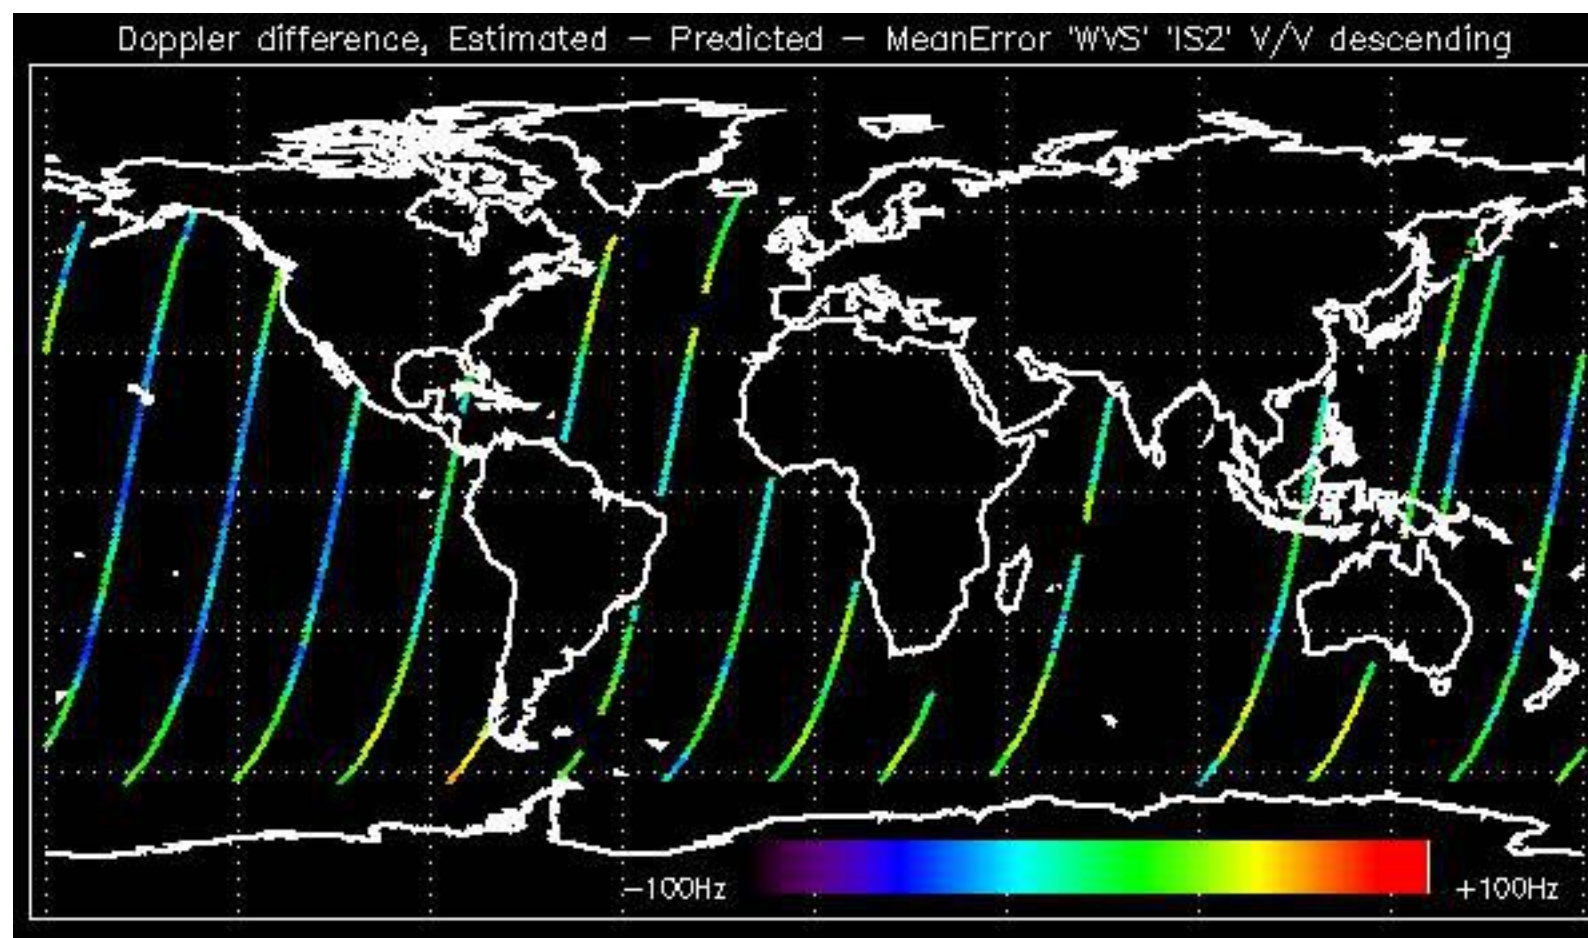 Doppler difference, Estimated – Predicted – MeanError 'WVS' 'IS2' V/V descending
−100Hz
+100Hz